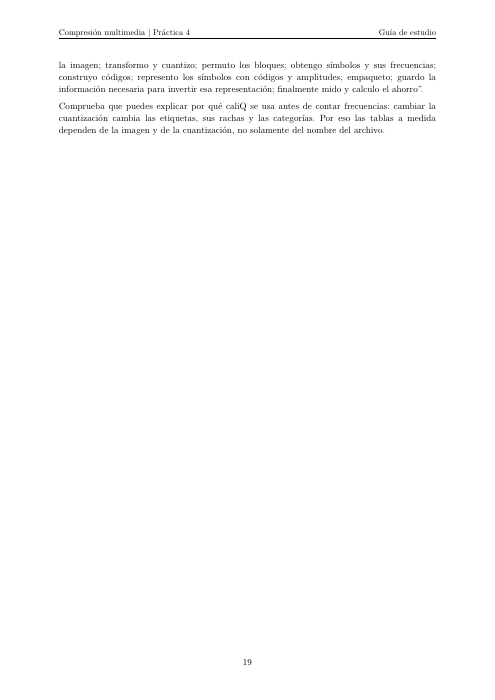 Compresión multimedia | Práctica 4 Guía de estudio
la imagen; transformo y cuantizo; permuto los bloques; obtengo símbolos y sus frecuencias;
construyo códigos; represento los símbolos con códigos y amplitudes; empaqueto; guardo la
información necesaria para invertir esa representación; finalmente mido y calculo el ahorro”.
Comprueba que puedes explicar por qué caliQ se usa antes de contar frecuencias: cambiar la
cuantización cambia las etiquetas, sus rachas y las categorías. Por eso las tablas a medida
dependen de la imagen y de la cuantización, no solamente del nombre del archivo.
19